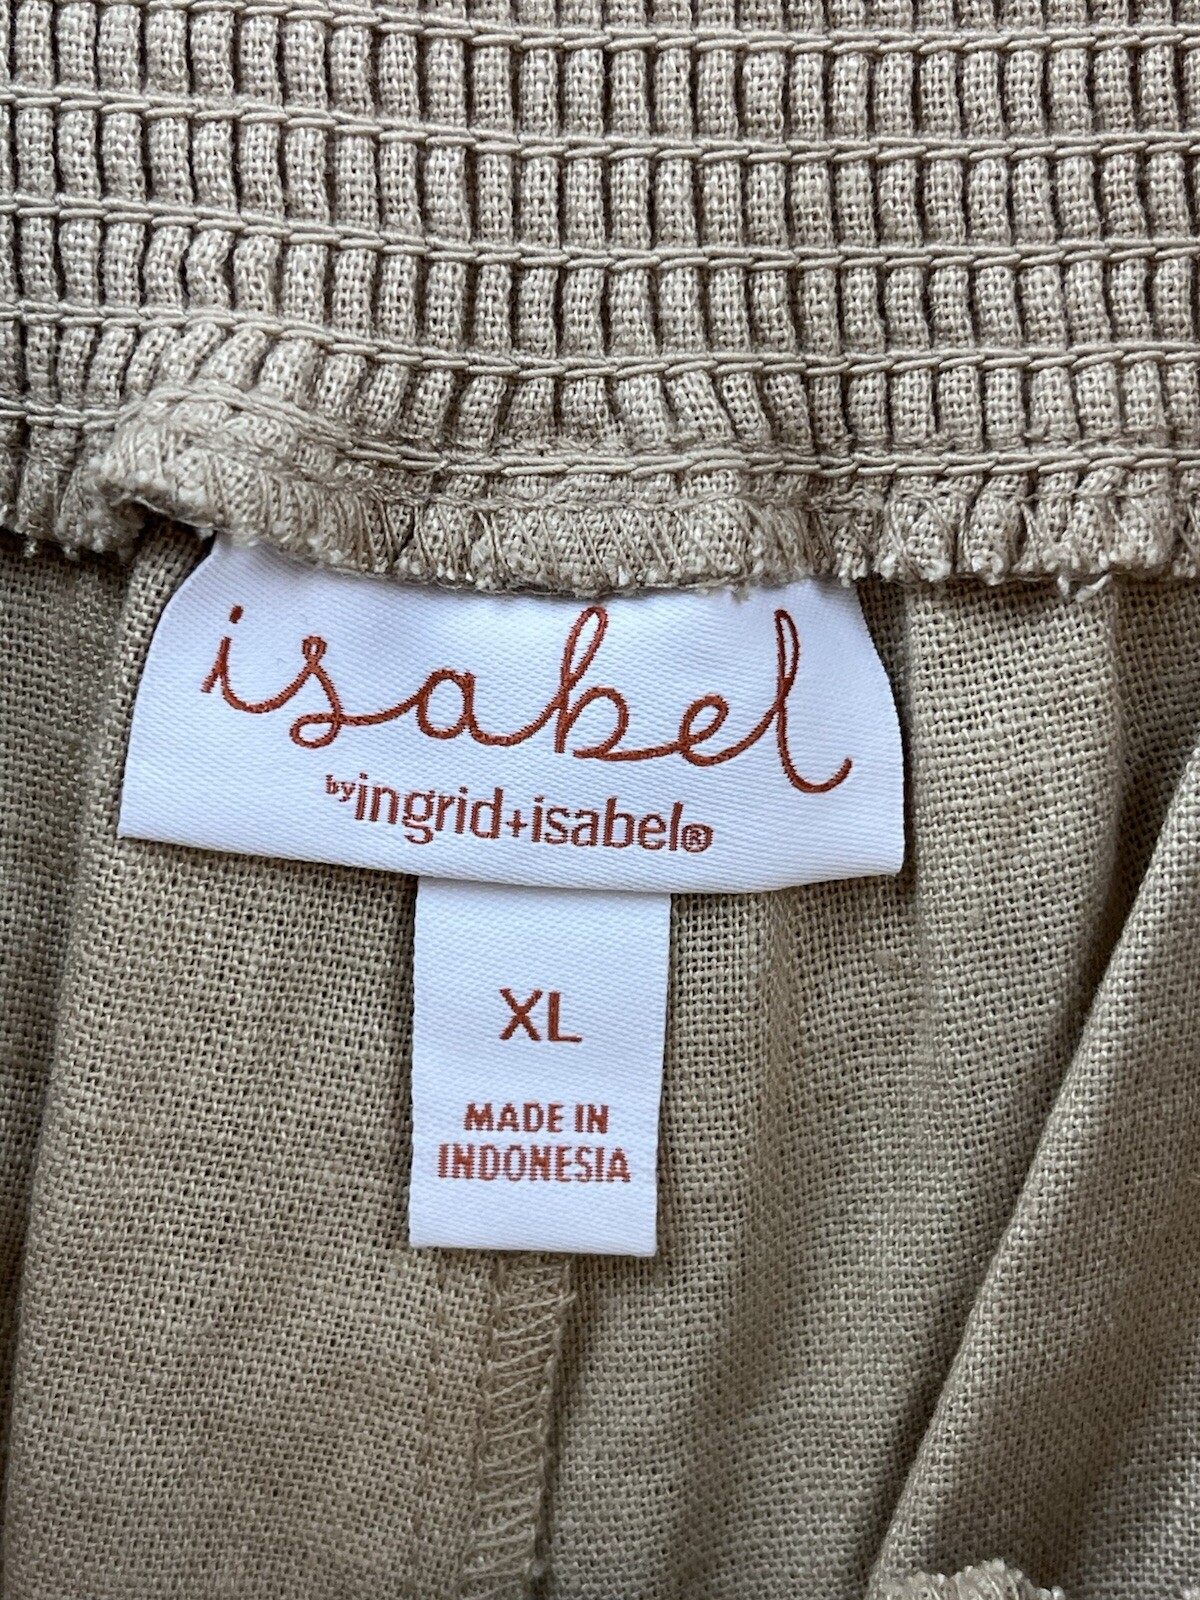 isabel
by ingrid+isabel®
XL
MADE IN
INDONESIA